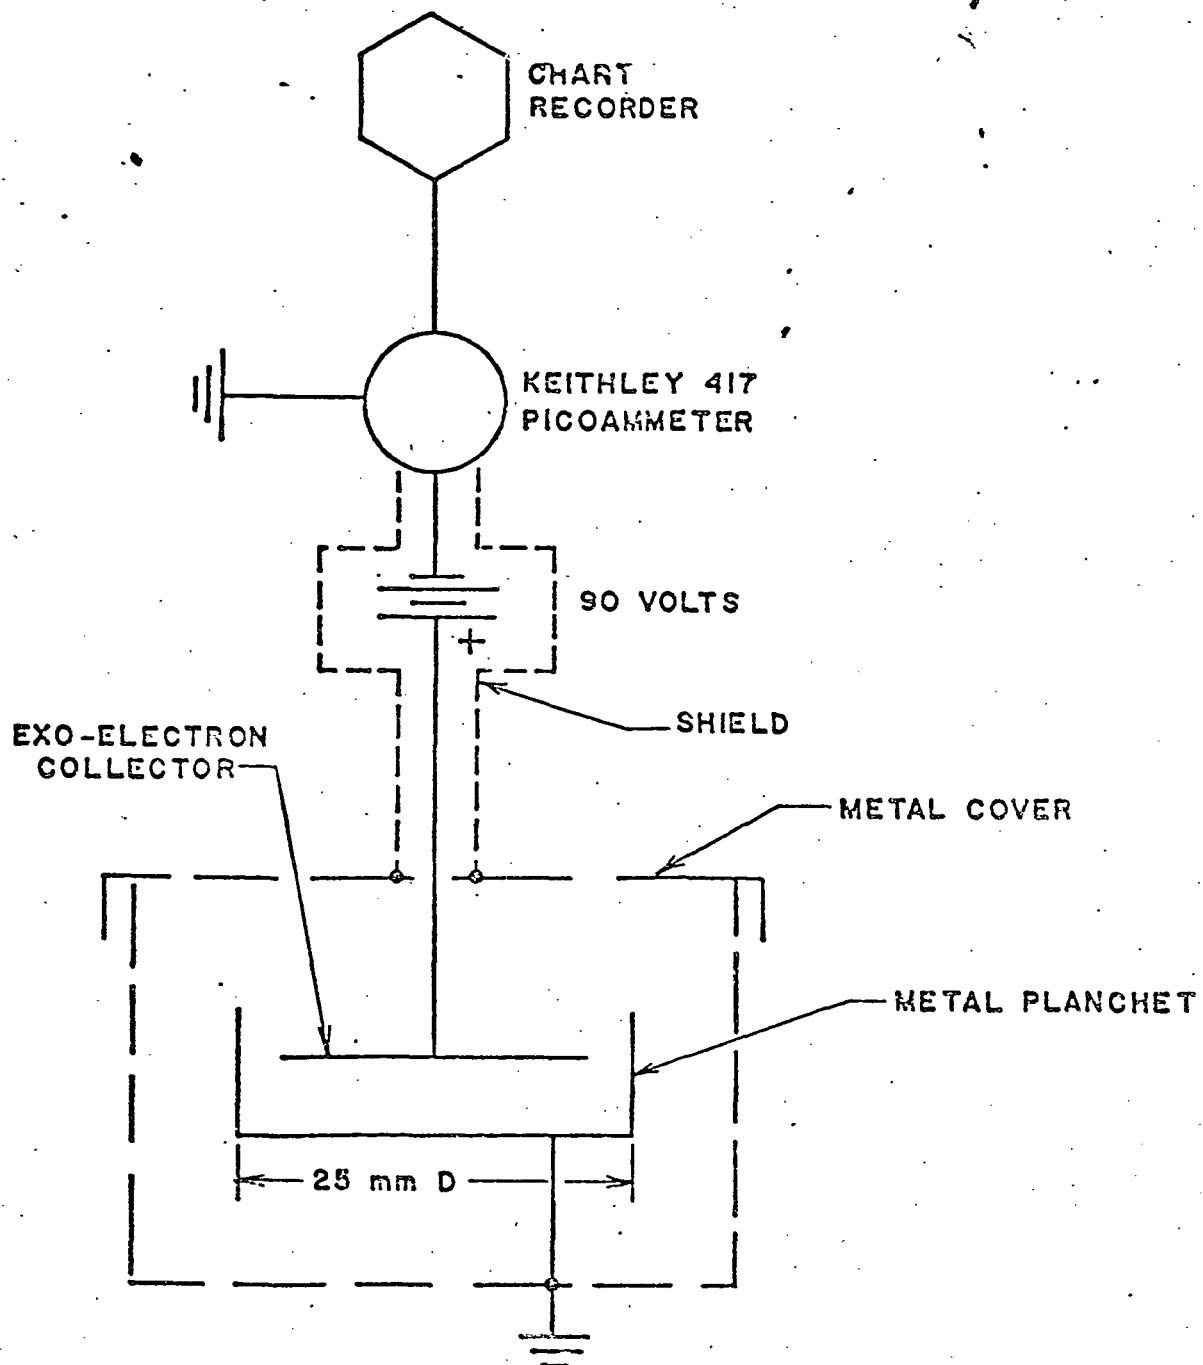 CHART
RECORDER
KEITHLEY 417
PICOAMMETER
90 VOLTS
+
SHIELD
EXO-ELECTRON
COLLECTOR
METAL COVER
METAL PLANCHET
25 mm D